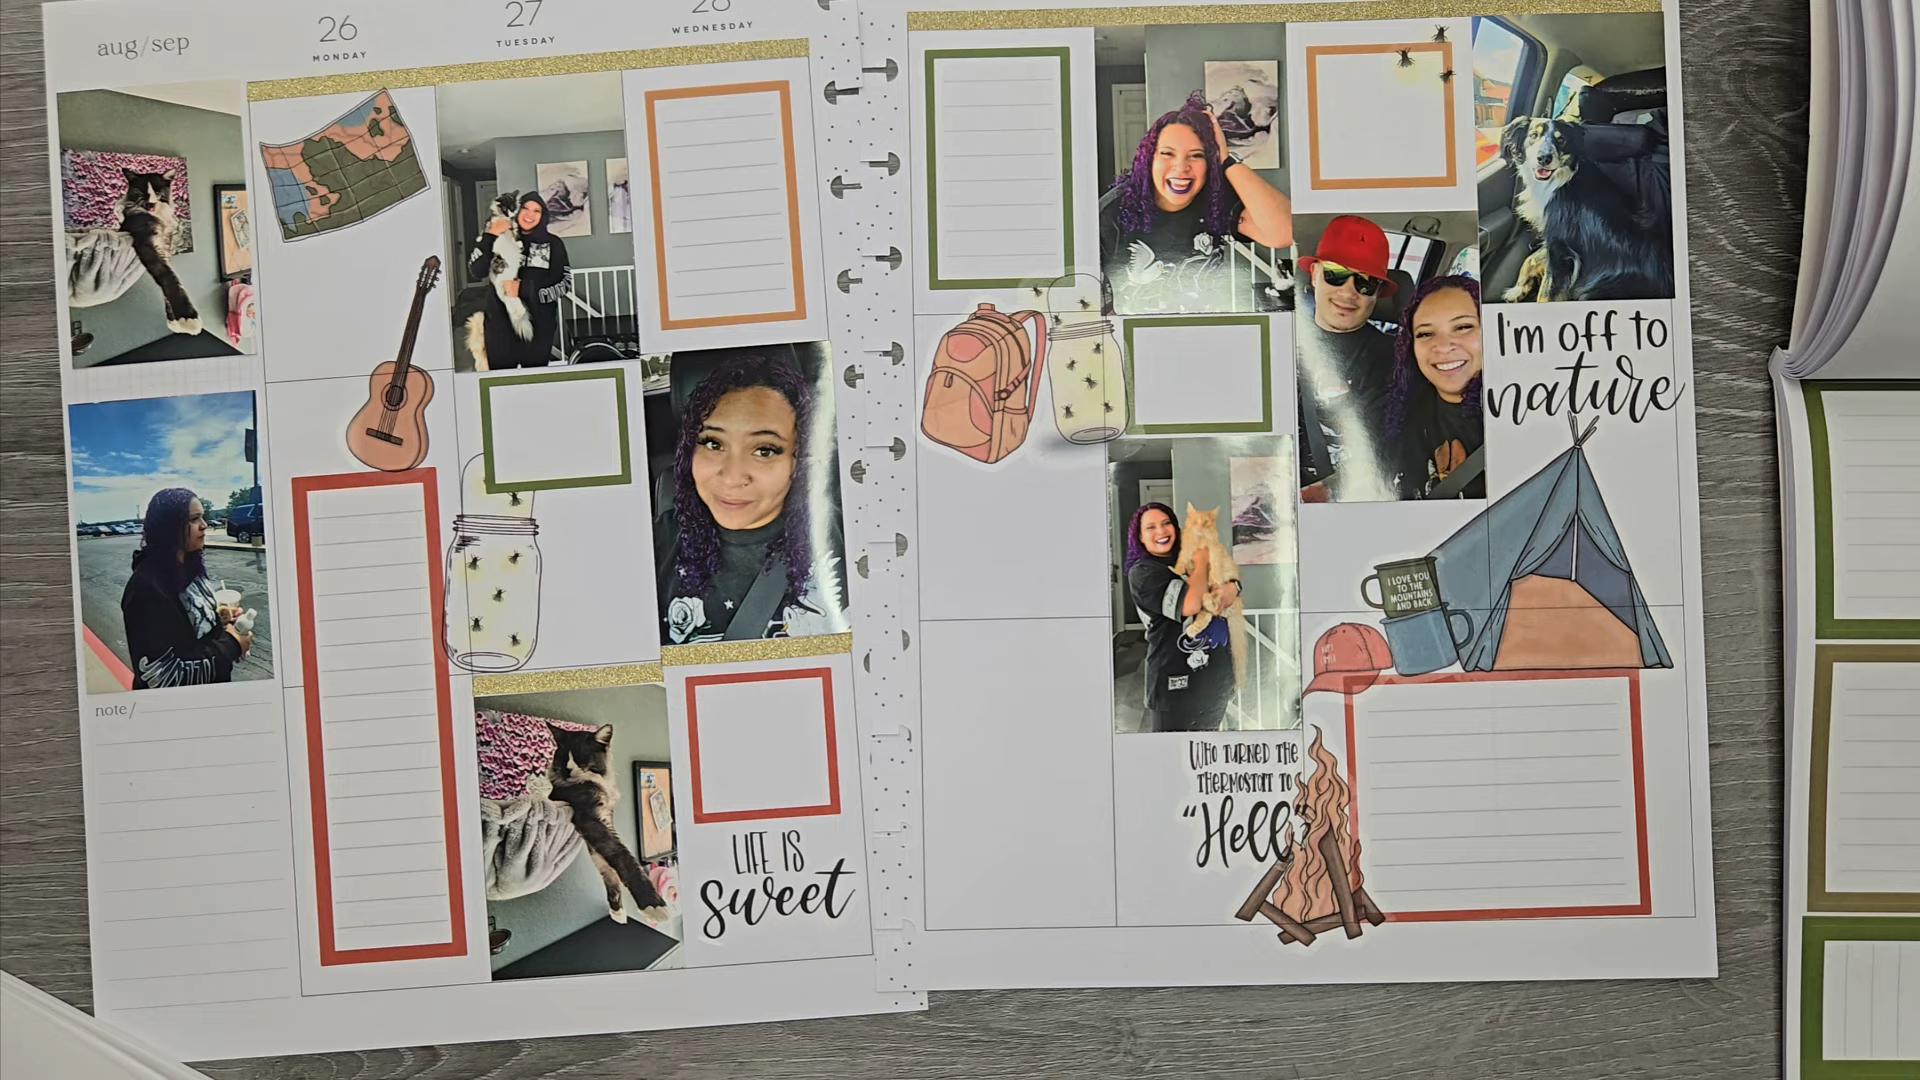 aug/sep
26
MONDAY
27
TUESDAY
28
WEDNESDAY
note/
LIFE IS
sweet
I'm off to
nature
I LOVE YOU
TO THE
MOUNTAINS
AND BACK
WHO TURNED THE
THERMOSTAT TO
"Hell"